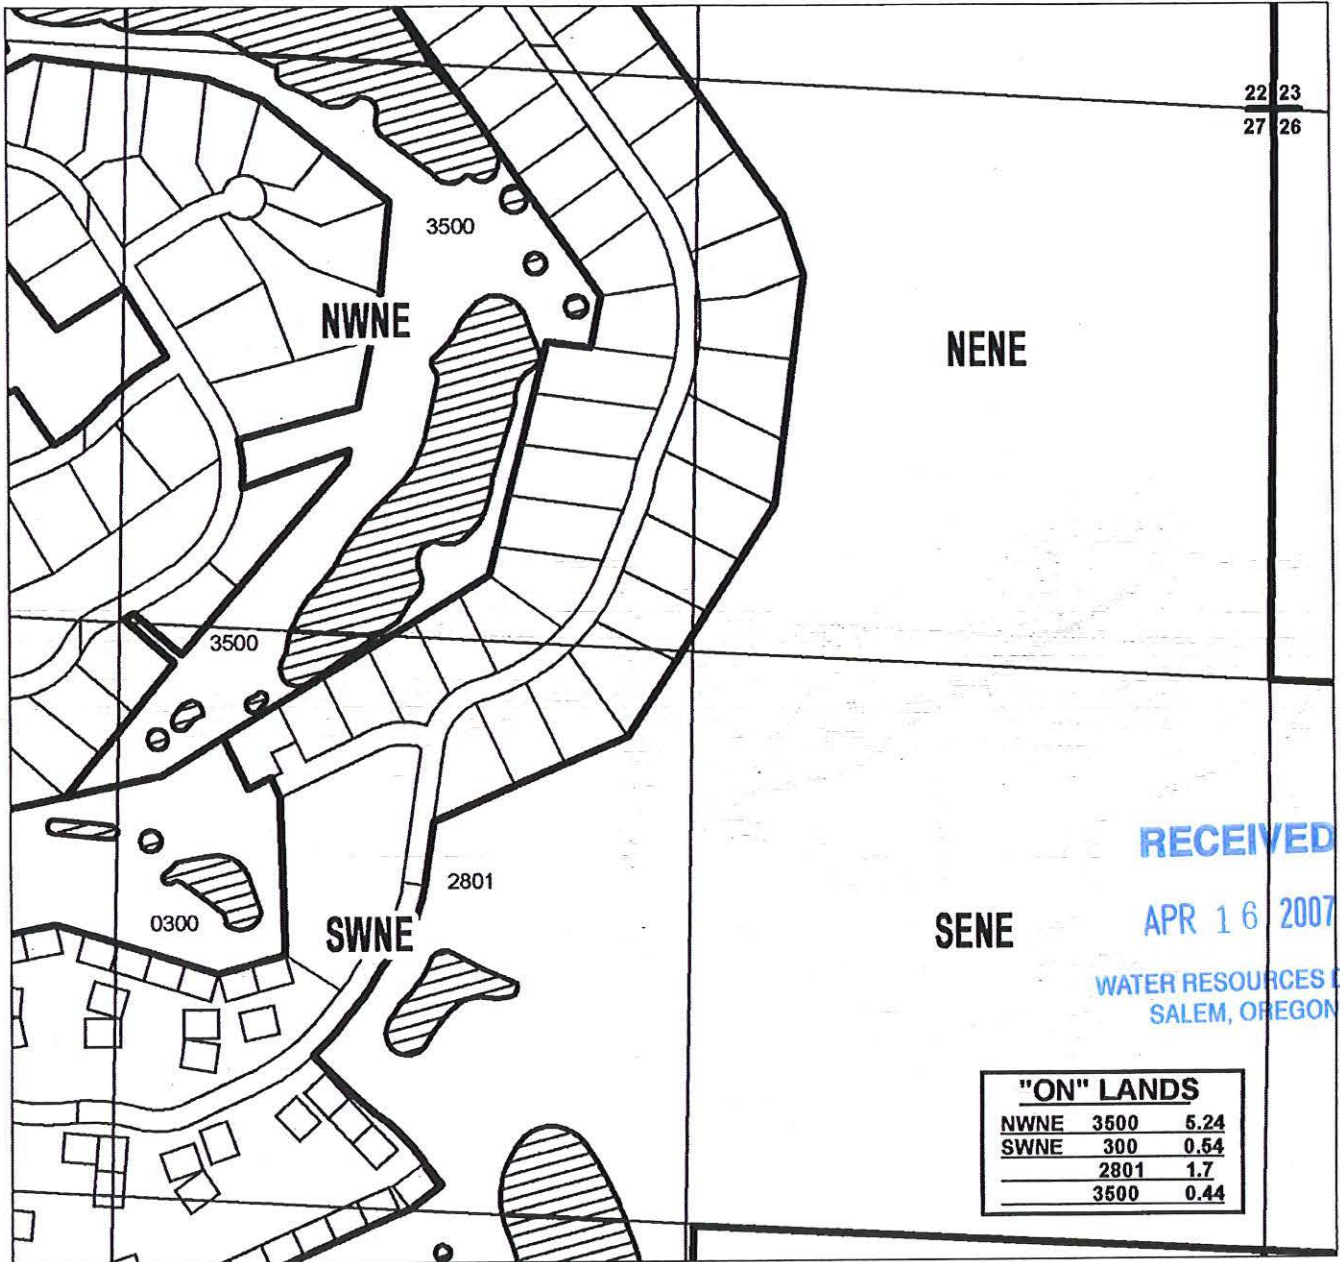 22 23
27 26
3500
NWNE
NENE
3500
2801
0300
SWNE
SENE
RECEIVED
APR 16 2007
WATER RESOURCES D
SALEM, OREGON
"ON" LANDS
NWNE 3500 5.24
SWNE 300 0.54
2801 1.7
3500 0.44